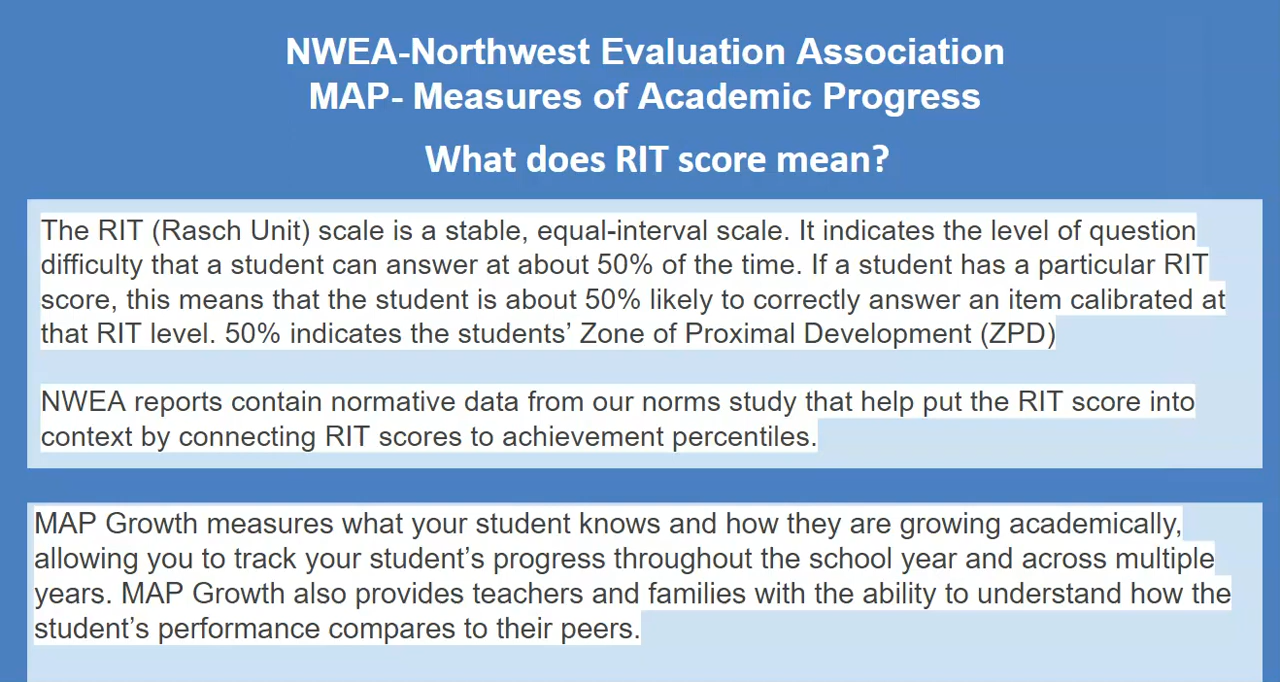 NWEA-Northwest Evaluation Association
MAP- Measures of Academic Progress
What does RIT score mean?
The RIT (Rasch Unit) scale is a stable, equal-interval scale. It indicates the level of question
difficulty that a student can answer at about 50% of the time. If a student has a particular RIT
score, this means that the student is about 50% likely to correctly answer an item calibrated at
that RIT level. 50% indicates the students’ Zone of Proximal Development (ZPD)
NWEA reports contain normative data from our norms study that help put the RIT score into
context by connecting RIT scores to achievement percentiles.
MAP Growth measures what your student knows and how they are growing academically,
allowing you to track your student’s progress throughout the school year and across multiple
years. MAP Growth also provides teachers and families with the ability to understand how the
student’s performance compares to their peers.